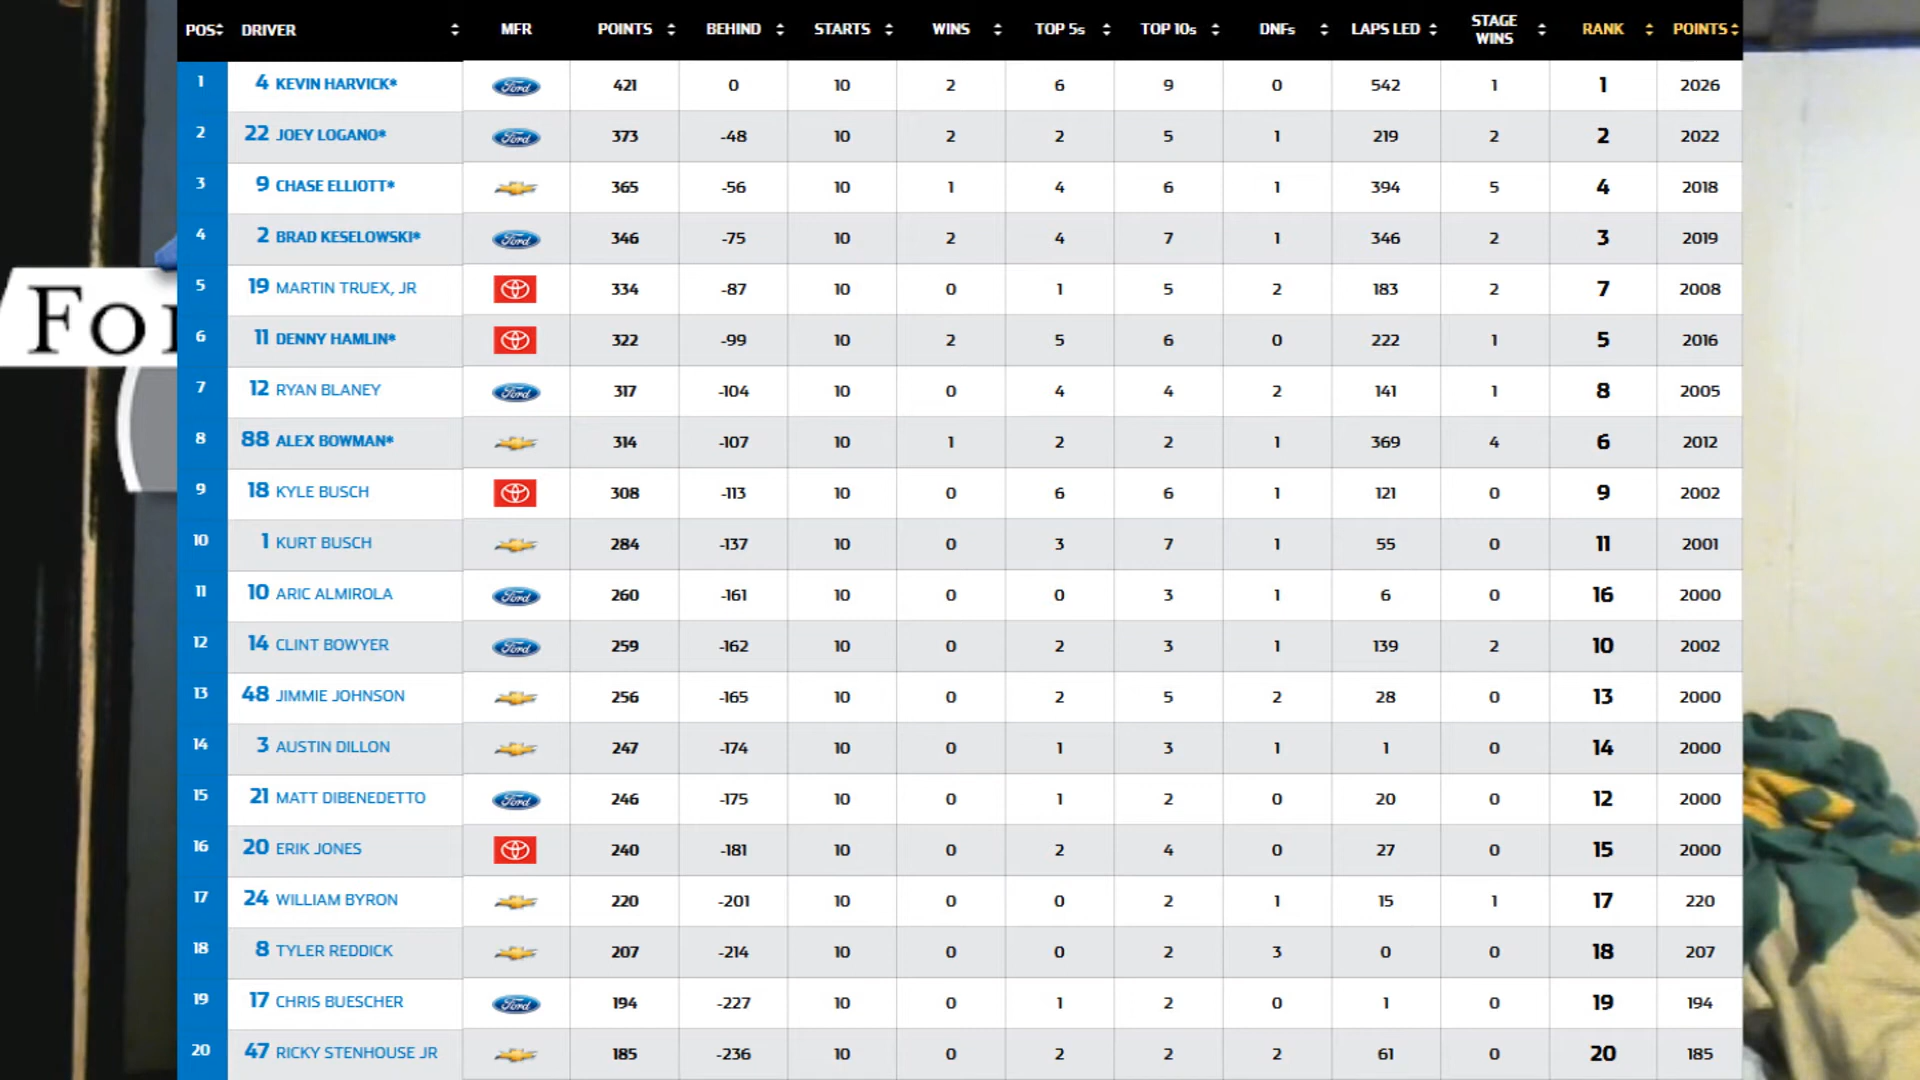 POS DRIVER MFR POINTS BEHIND STARTS WINS TOP 5s TOP 10s DNFs LAPS LED STAGE WINS RANK POINTS
1 4 KEVIN HARVICK* Ford 421 0 10 2 6 9 0 542 1 1 2026
2 22 JOEY LOGANO* Ford 373 -48 10 2 2 5 1 219 2 2 2022
3 9 CHASE ELLIOTT* 365 -56 10 1 4 6 1 394 5 4 2018
4 2 BRAD KESELOWSKI* Ford 346 -75 10 2 4 7 1 346 2 3 2019
5 19 MARTIN TRUEX, JR 334 -87 10 0 1 5 2 183 2 7 2008
6 11 DENNY HAMLIN* 322 -99 10 2 5 6 0 222 1 5 2016
7 12 RYAN BLANEY Ford 317 -104 10 0 4 4 2 141 1 8 2005
8 88 ALEX BOWMAN* 314 -107 10 1 2 2 1 369 4 6 2012
9 18 KYLE BUSCH 308 -113 10 0 6 6 1 121 0 9 2002
10 1 KURT BUSCH 284 -137 10 0 3 7 1 55 0 11 2001
11 10 ARIC ALMIROLA Ford 260 -161 10 0 0 3 1 6 0 16 2000
12 14 CLINT BOWYER Ford 259 -162 10 0 2 3 1 139 2 10 2002
13 48 JIMMIE JOHNSON 256 -165 10 0 2 5 2 28 0 13 2000
14 3 AUSTIN DILLON 247 -174 10 0 1 3 1 1 0 14 2000
15 21 MATT DIBENEDETTO Ford 246 -175 10 0 1 2 0 20 0 12 2000
16 20 ERIK JONES 240 -181 10 0 2 4 0 27 0 15 2000
17 24 WILLIAM BYRON 220 -201 10 0 0 2 1 15 1 17 220
18 8 TYLER REDDICK 207 -214 10 0 0 2 3 0 0 18 207
19 17 CHRIS BUESCHER Ford 194 -227 10 0 1 2 0 1 0 19 194
20 47 RICKY STENHOUSE JR 185 -236 10 0 2 2 2 61 0 20 185